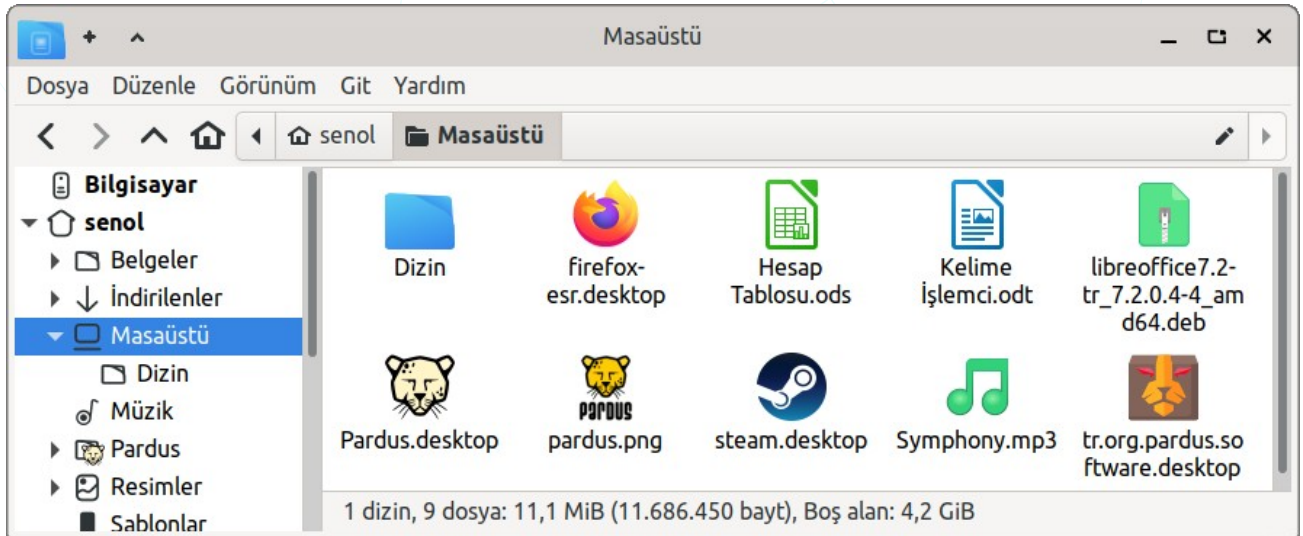 Masaüstü
Dosya Düzenle Görünüm Git Yardım
senol Masaüstü
Bilgisayar
senol
Belgeler
İndirilenler
Masaüstü
Dizin
Müzik
Pardus
Resimler
Şablonlar
Dizin
firefox-
esr.desktop
Hesap
Tablosu.ods
Kelime
İşlemci.odt
libreoffice7.2-
tr_7.2.0.4-4_am
d64.deb
Pardus.desktop
PARDUS
pardus.png
steam.desktop
Symphony.mp3
tr.org.pardus.so
ftware.desktop
1 dizin, 9 dosya: 11,1 MiB (11.686.450 bayt), Boş alan: 4,2 GiB